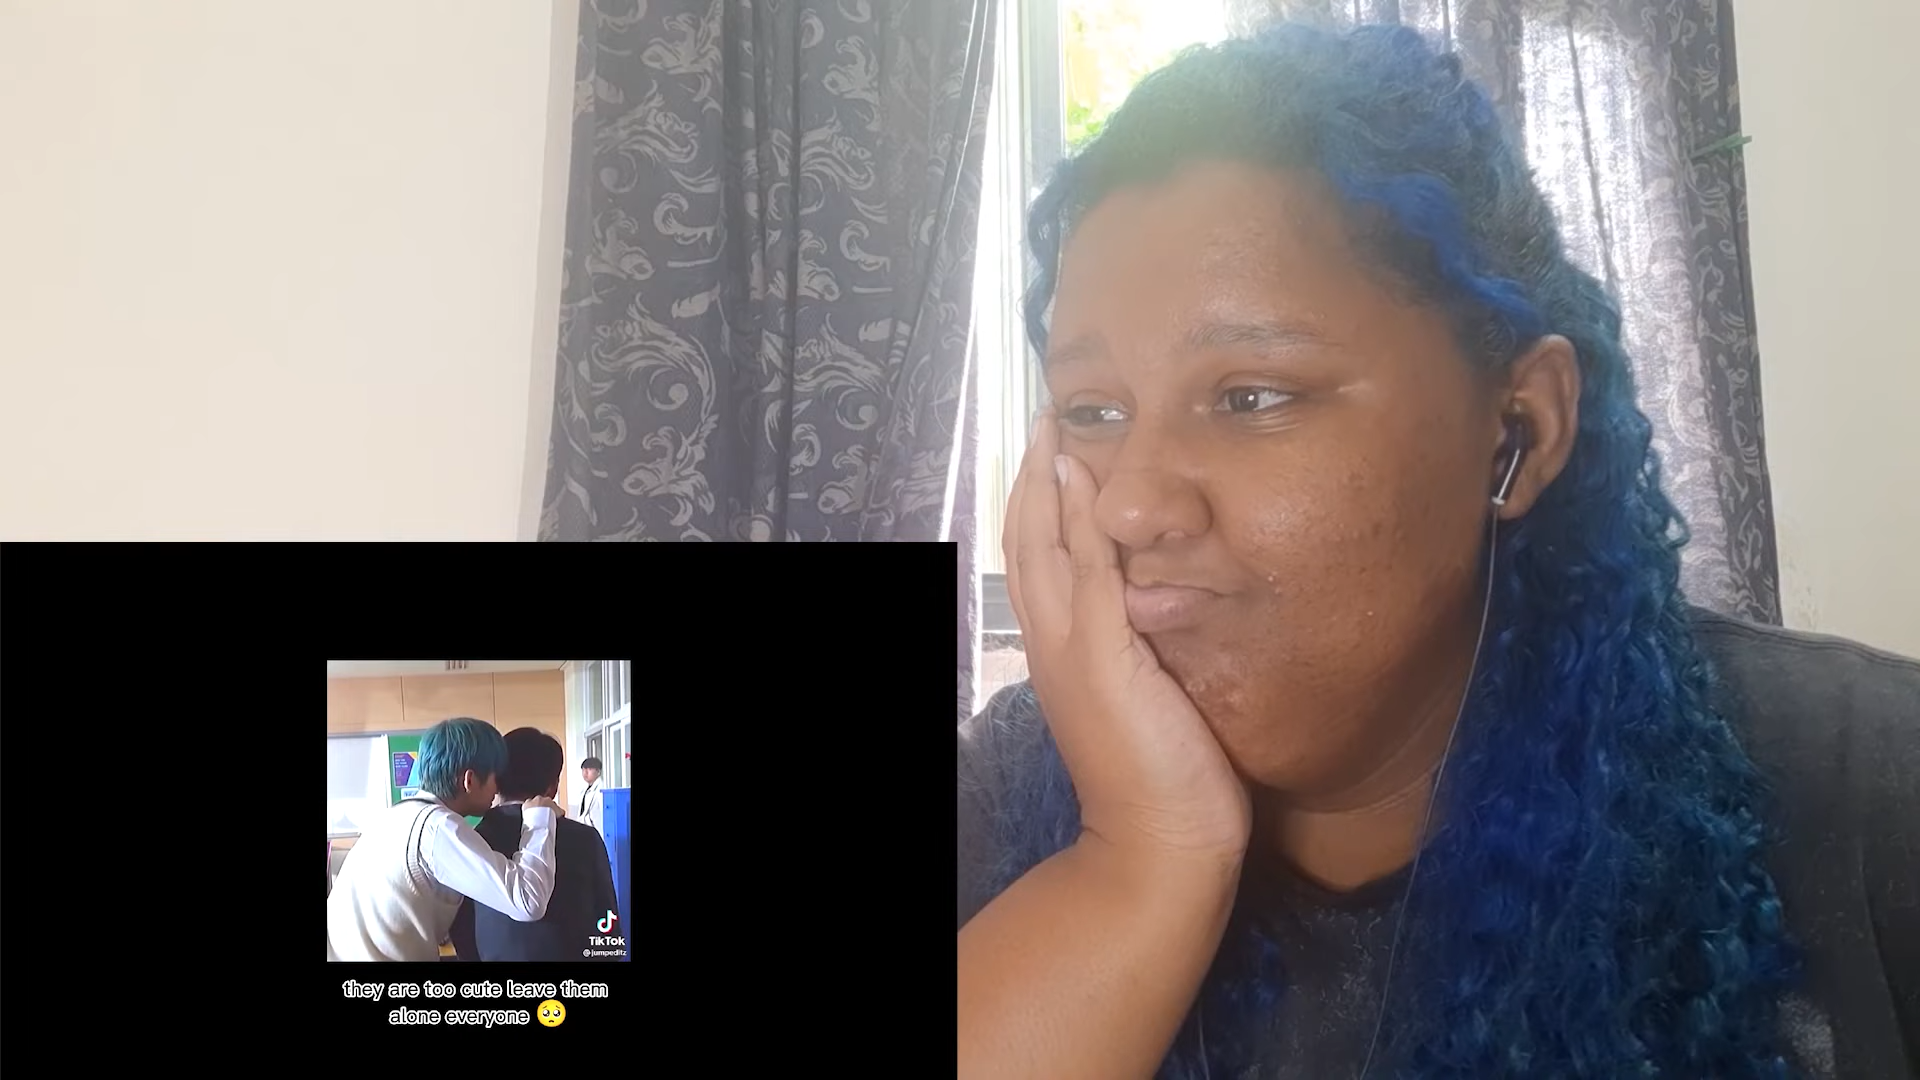 TikTok
@jumpeditz
they are too cute leave them
alone everyone 🥺